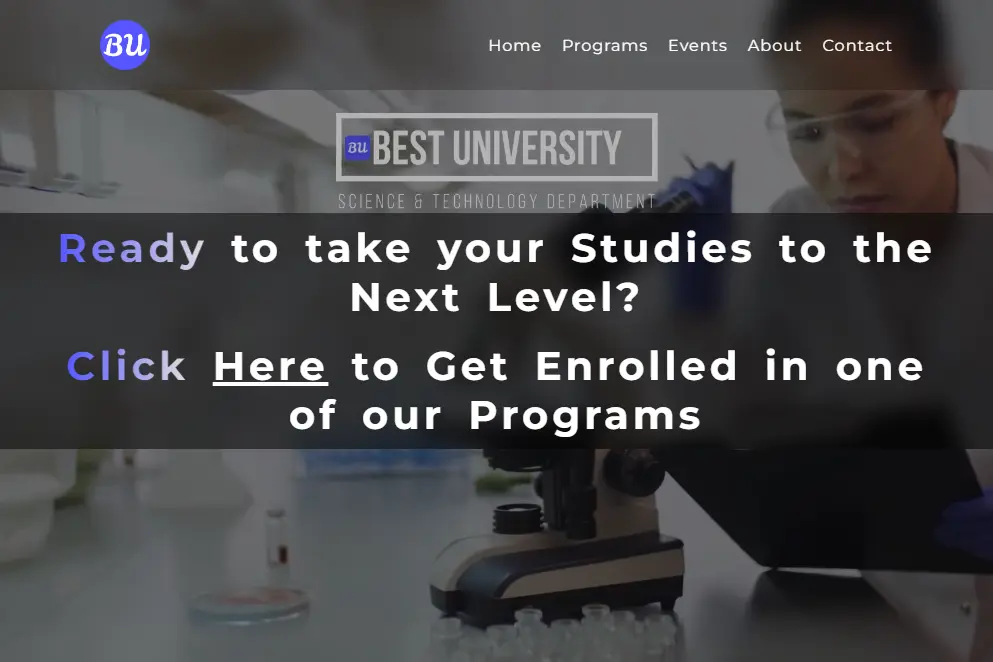 BU
Home Programs Events About Contact
BU BEST UNIVERSITY
SCIENCE & TECHNOLOGY DEPARTMENT
Ready to take your Studies to the
Next Level?
Click Here to Get Enrolled in one
of our Programs